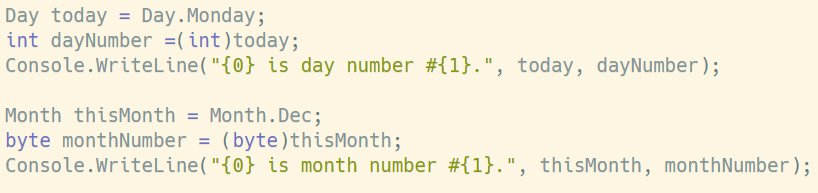 Day today = Day.Monday;
int dayNumber =(int)today;
Console.WriteLine("{0} is day number #{1}.", today, dayNumber);
Month thisMonth = Month.Dec;
byte monthNumber = (byte)thisMonth;
Console.WriteLine("{0} is month number #{1}.", thisMonth, monthNumber);